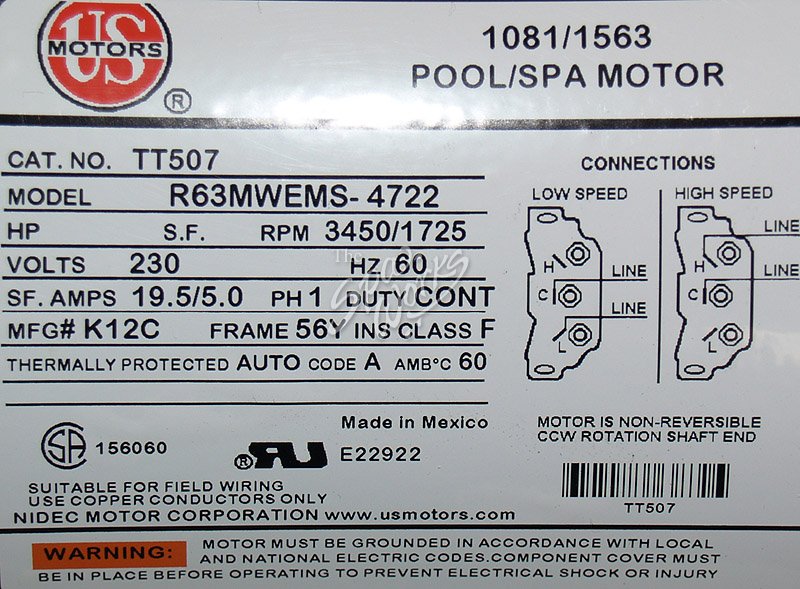 US
MOTORS
®
1081/1563
POOL/SPA MOTOR
CAT. NO. TT507
MODEL R63MWEMS-4722
HP S.F. RPM 3450/1725
VOLTS 230 HZ 60
SF. AMPS 19.5/5.0 PH 1 DUTY CONT
MFG# K12C FRAME 56Y INS CLASS F
THERMALLY PROTECTED AUTO CODE A AMB°C 60
The Spa Works
CONNECTIONS
LOW SPEED HIGH SPEED
H LINE
C LINE
L
H LINE
C LINE
L
Made in Mexico
SA 156060 ® RU E22922
SUITABLE FOR FIELD WIRING
USE COPPER CONDUCTORS ONLY
NIDEC MOTOR CORPORATION www.usmotors.com
MOTOR IS NON-REVERSIBLE
CCW ROTATION SHAFT END
TT507
WARNING: MOTOR MUST BE GROUNDED IN ACCORDANCE WITH LOCAL
AND NATIONAL ELECTRIC CODES.COMPONENT COVER MUST
BE IN PLACE BEFORE OPERATING TO PREVENT ELECTRICAL SHOCK OR INJURY